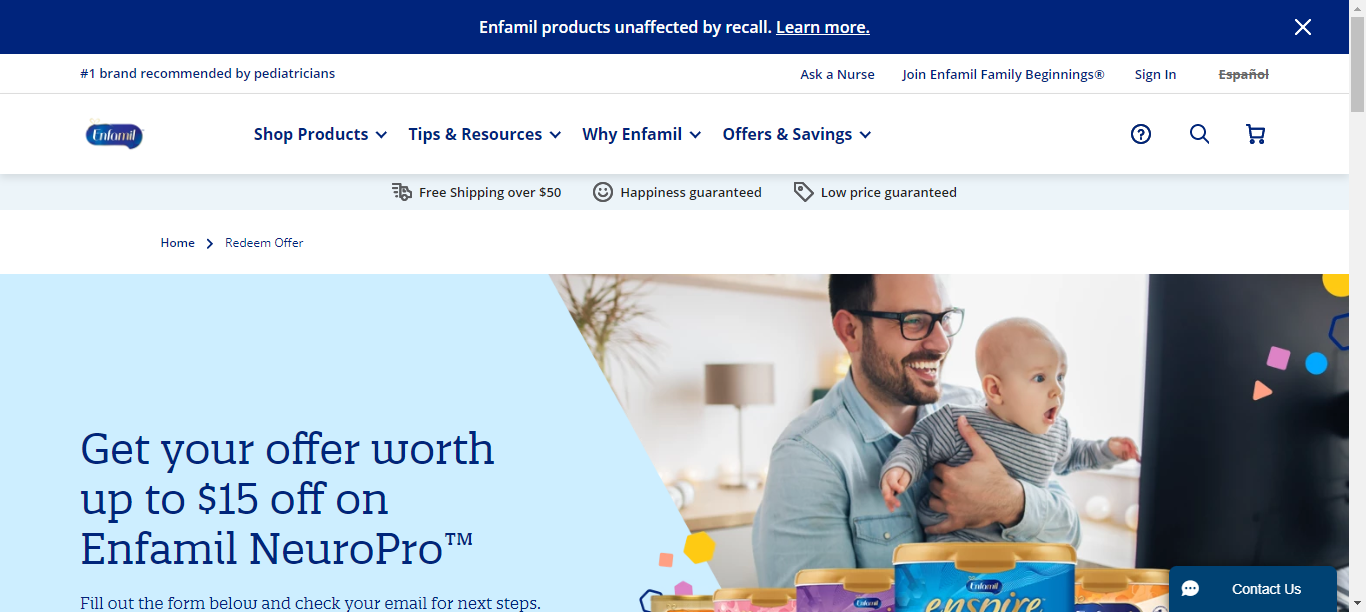 Enfamil products unaffected by recall. Learn more.
#1 brand recommended by pediatricians
Ask a Nurse
Join Enfamil Family Beginnings®
Sign In
Español
Enfamil
Shop Products
Tips & Resources
Why Enfamil
Offers & Savings
Free Shipping over $50
Happiness guaranteed
Low price guaranteed
Home
Redeem Offer
Get your offer worth
up to $15 off on
Enfamil NeuroPro™
Fill out the form below and check your email for next steps.
Enfamil
Enfamil
enspire
Contact Us